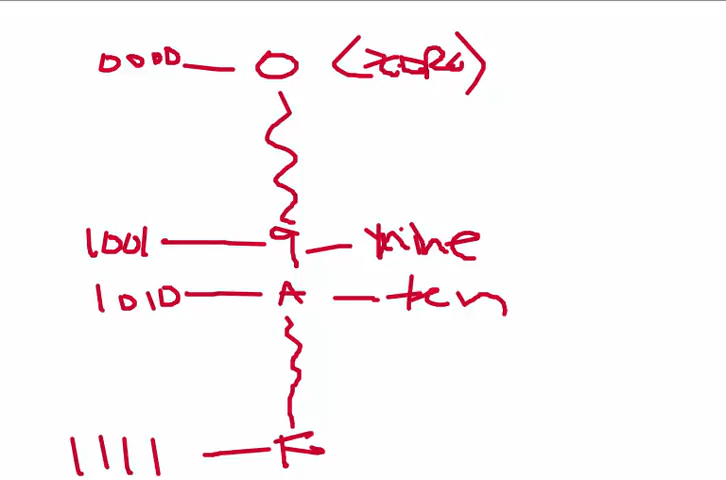 0000 — 0 (zero)
1001 — 9 — nine
1010 — A — ten
1111 — F